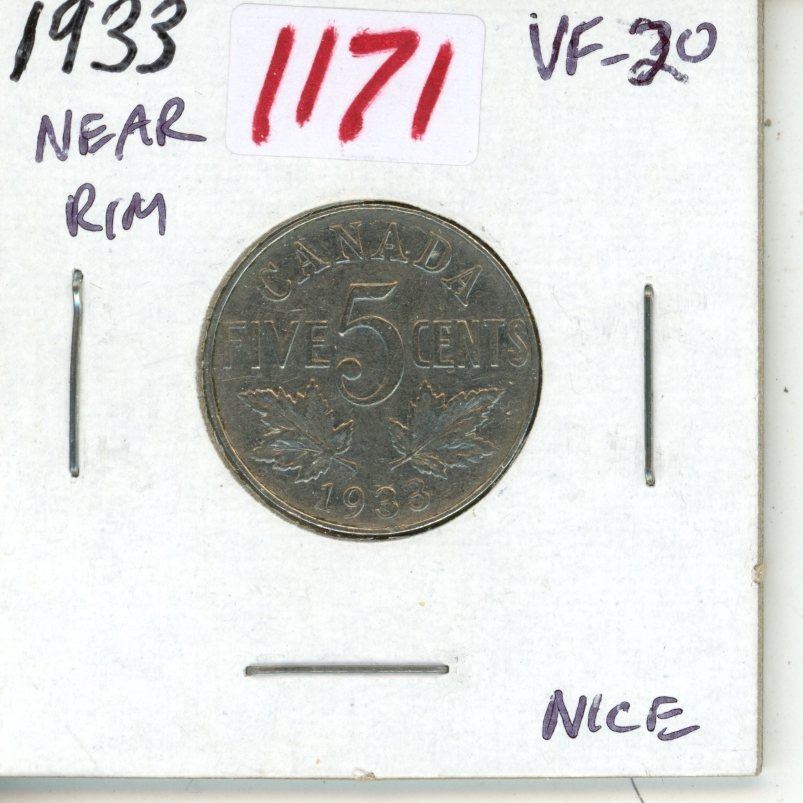 1933 1171 VF-20
NEAR
RIM
CANADA
FIVE 5 CENTS
1933
NICE